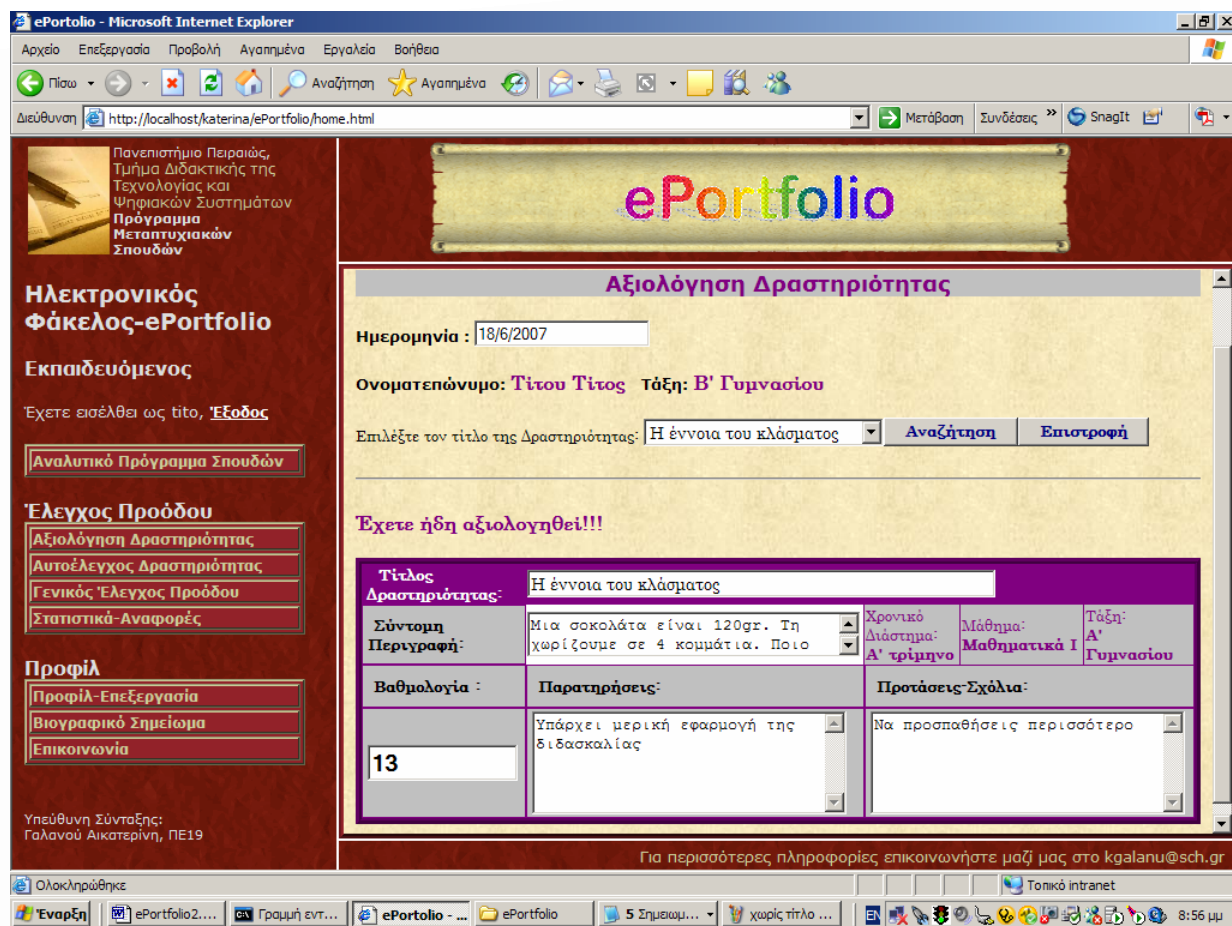 ePortolio - Microsoft Internet Explorer
Αρχείο Επεξεργασία Προβολή Αγαπημένα Εργαλεία Βοήθεια
Πίσω Αναζήτηση Αγαπημένα
Διεύθυνση http://localhost/katerina/ePortfolio/home.html Μετάβαση Συνδέσεις » SnagIt
Πανεπιστήμιο Πειραιώς,
Τμήμα Διδακτικής της
Τεχνολογίας και
Ψηφιακών Συστημάτων
Πρόγραμμα
Μεταπτυχιακών
Σπουδών
ePortfolio
Ηλεκτρονικός
Φάκελος-ePortfolio
Εκπαιδευόμενος
Έχετε εισέλθει ως tito, Έξοδος
Αναλυτικό Πρόγραμμα Σπουδών
Έλεγχος Προόδου
Αξιολόγηση Δραστηριότητας
Αυτοέλεγχος Δραστηριότητας
Γενικός Έλεγχος Προόδου
Στατιστικά-Αναφορές
Προφίλ
Προφίλ-Επεξεργασία
Βιογραφικό Σημείωμα
Επικοινωνία
Υπεύθυνη Σύνταξης:
Γαλανού Αικατερίνη, ΠΕ19
Αξιολόγηση Δραστηριότητας
Ημερομηνία : 18/6/2007
Ονοματεπώνυμο: Τίτου Τίτος Τάξη: Β' Γυμνασίου
Επιλέξτε τον τίτλο της Δραστηριότητας: Η έννοια του κλάσματος Αναζήτηση Επιστροφή
Έχετε ήδη αξιολογηθεί!!!
Τίτλος
Δραστηριότητας: Η έννοια του κλάσματος
Σύντομη
Περιγραφή:
Μια σοκολάτα είναι 120gr. Τη
χωρίζουμε σε 4 κομμάτια. Ποιο
Χρονικό
Διάστημα:
Α' τρίμηνο
Μάθημα:
Μαθηματικά Ι
Τάξη:
Α'
Γυμνασίου
Βαθμολογία : Παρατηρήσεις: Προτάσεις-Σχόλια:
13
Υπάρχει μερική εφαρμογή της
διδασκαλίας
Να προσπαθήσεις περισσότερο
Για περισσότερες πληροφορίες επικοινωνήστε μαζί μας στο kgalanu@sch.gr
Ολοκληρώθηκε Τοπικό intranet
Έναρξη ePortfolio2.... Γραμμή εντ... ePortolio - ... ePortfolio 5 Σημειωμ... χωρίς τίτλο ... EN 8:56 μμ